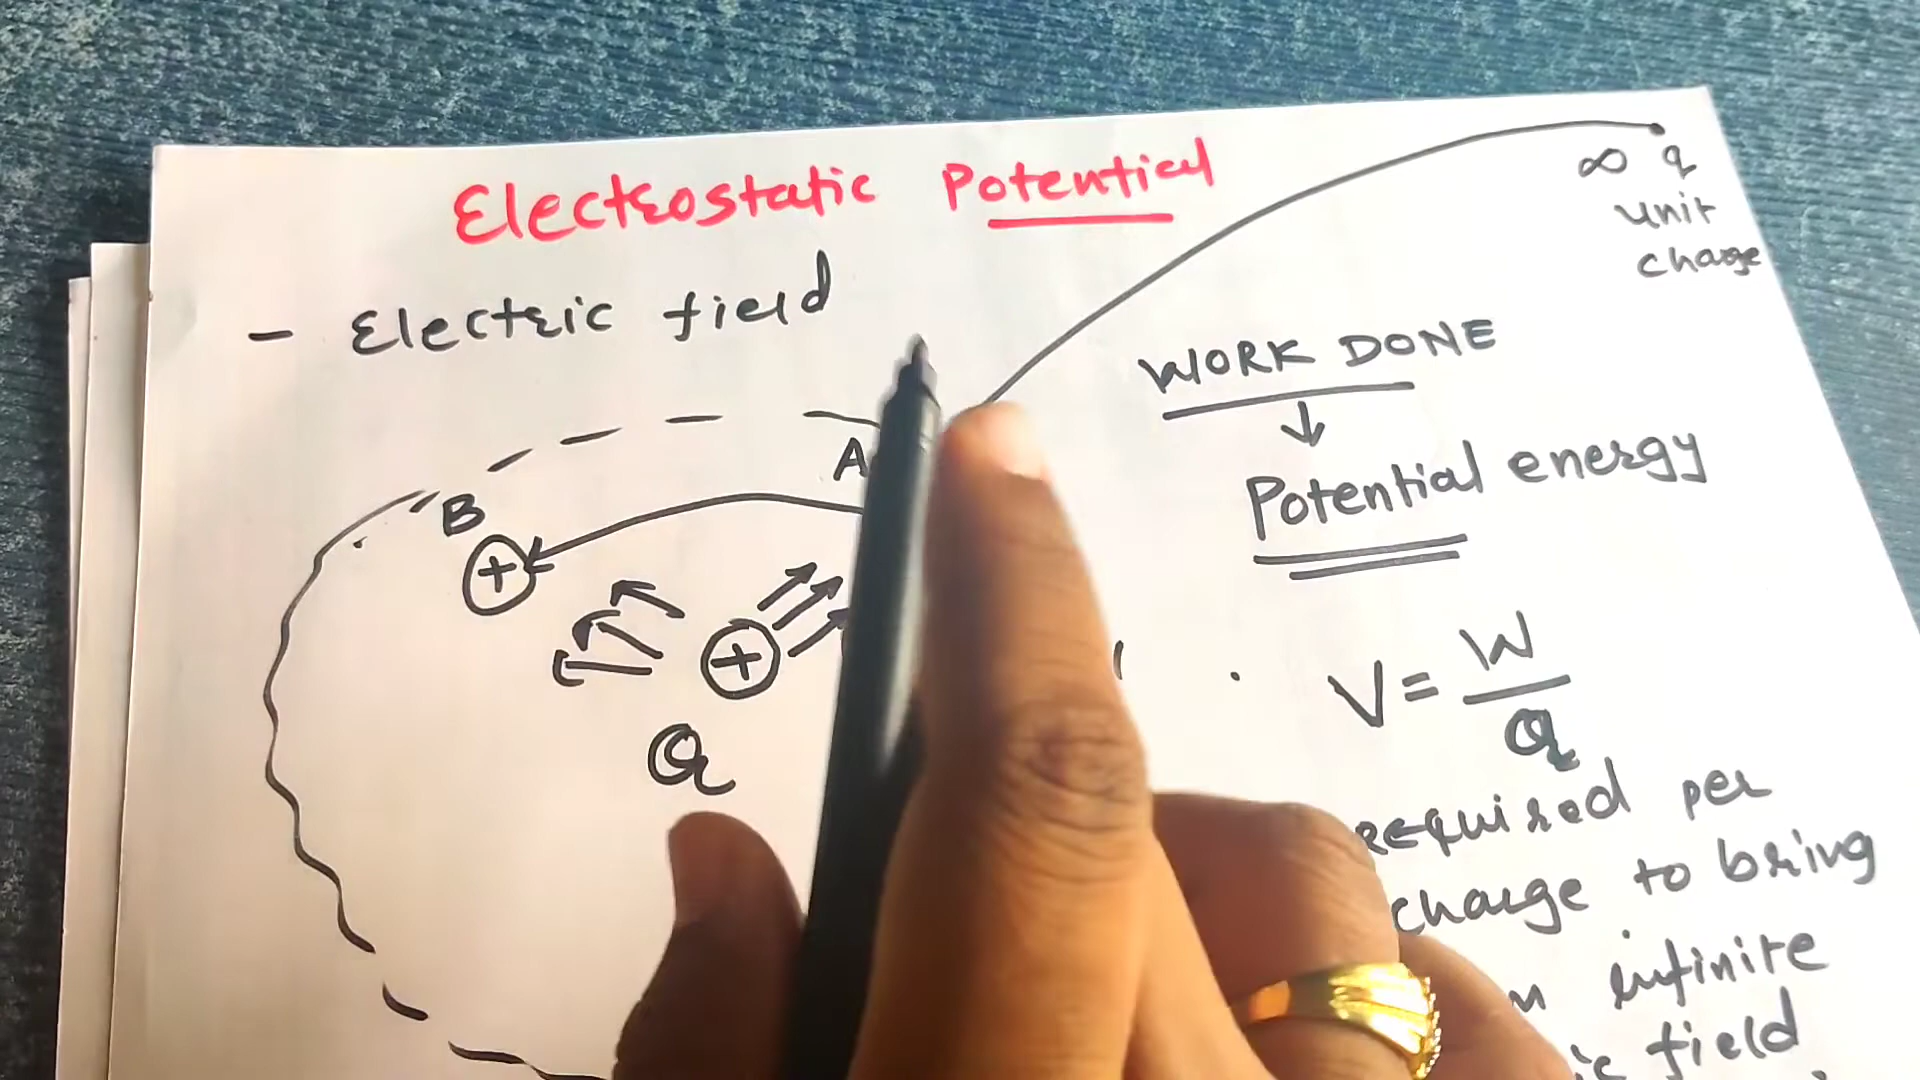 Electrostatic Potential
∞ q
unit
charge
- Electric field
WORK DONE
↓
Potential energy
A
B
+
+
Q
V = W / Q
required per
charge to bring
infinite
field